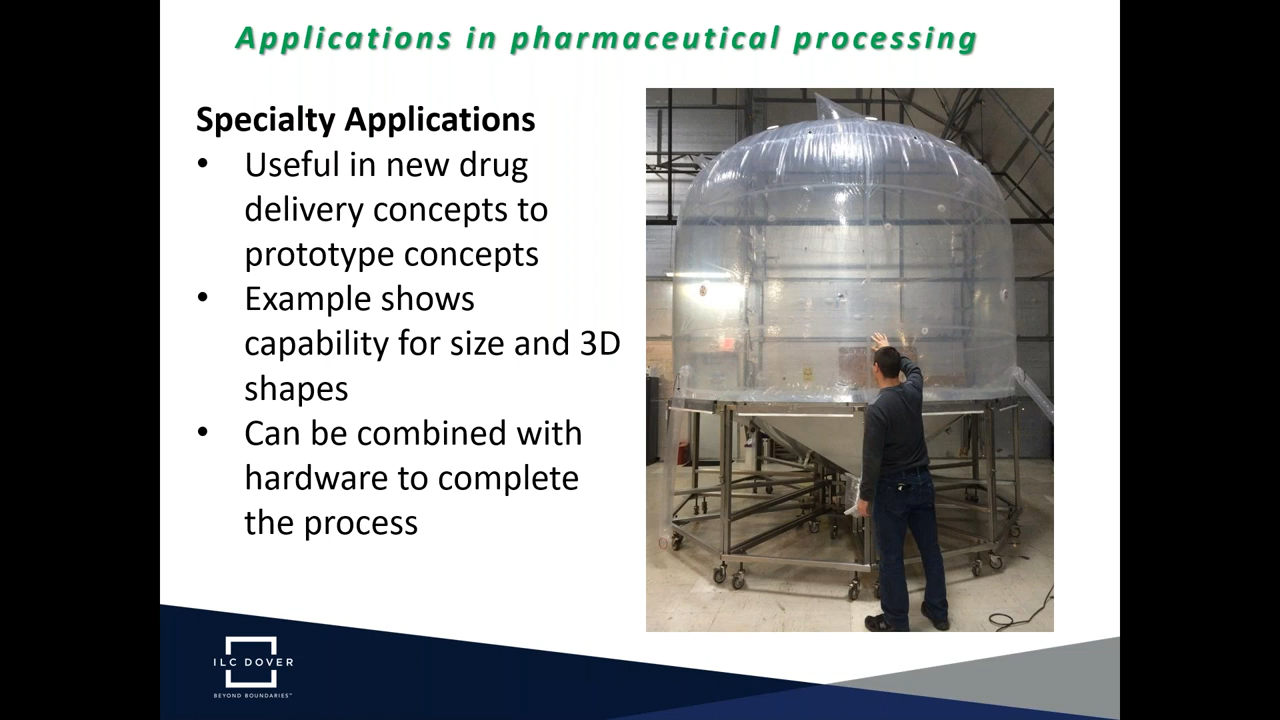 Applications in pharmaceutical processing
Specialty Applications
• Useful in new drug
delivery concepts to
prototype concepts
• Example shows
capability for size and 3D
shapes
• Can be combined with
hardware to complete
the process
ILC DOVER
BEYOND BOUNDARIES™